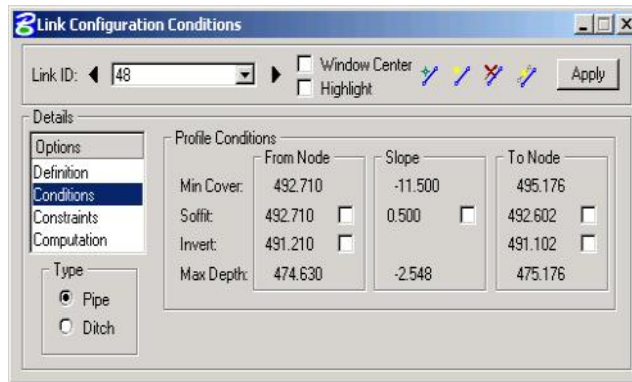 Link Configuration Conditions
Link ID: 48 Window Center Apply
Highlight
Details
Options
Definition
Conditions
Constraints
Computation
Type
Pipe
Ditch
Profile Conditions
From Node Slope To Node
Min Cover: 492.710 -11.500 495.176
Soffit: 492.710 0.500 492.602
Invert: 491.210 491.102
Max Depth: 474.630 -2.548 475.176